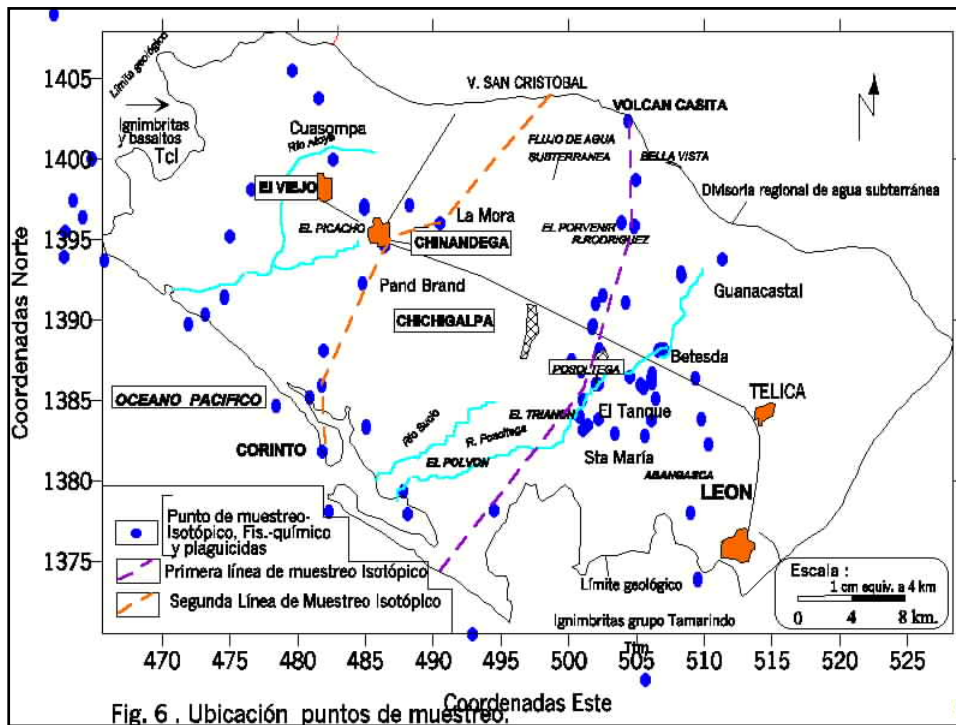 Límite geológico
Ignimbritas
y basaltos
Tcl
V. SAN CRISTOBAL
VOLCAN CASITA
Cuasompa
Río Atoya
FLUJO DE AGUA
SUBTERRANEA
BELLA VISTA
El VIEJO
Divisoria regional de agua subterránea
EL PICACHO
La Mora
CHINANDEGA
EL PORVENIR
R.RODRIGUEZ
Pand Brand
Guanacastal
CHICHIGALPA
Betesda
POSOLTEGA
OCEANO PACIFICO
TELICA
EL TRIANON
El Tanque
Río Sucio
R. Posoltega
CORINTO
EL POLVON
Sta María
ABANGASCA
LEON
Punto de muestreo-
Isotópico, Fis.-químico
y plaguicidas
Primera línea de muestreo Isotópico
Segunda Línea de Muestreo Isotópico
Límite geológico
Ignimbritas grupo Tamarindo
Ttm
Escala :
1 cm equiv. a 4 km
0 4 8 km.
N
Coordenadas Norte
1405
1400
1395
1390
1385
1380
1375
470 475 480 485 490 495 500 505 510 515 520 525
Coordenadas Este
Fig. 6 . Ubicación puntos de muestreo.